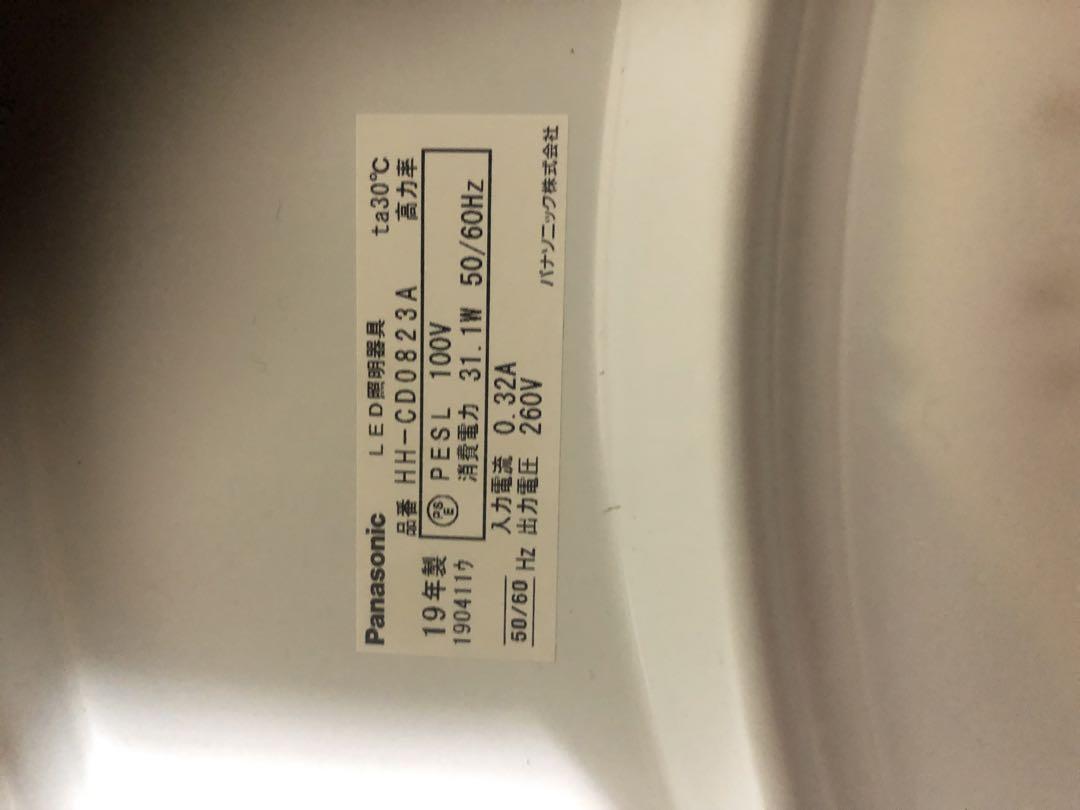 Panasonic LED照明器具 ta30℃
品番 HH-CD0823A 高力率
19年製 PSE PESL 100V
190411ウ 消費電力 31.1W 50/60Hz
50/60 Hz 入力電流 0.32A
出力電圧 260V
パナソニック株式会社